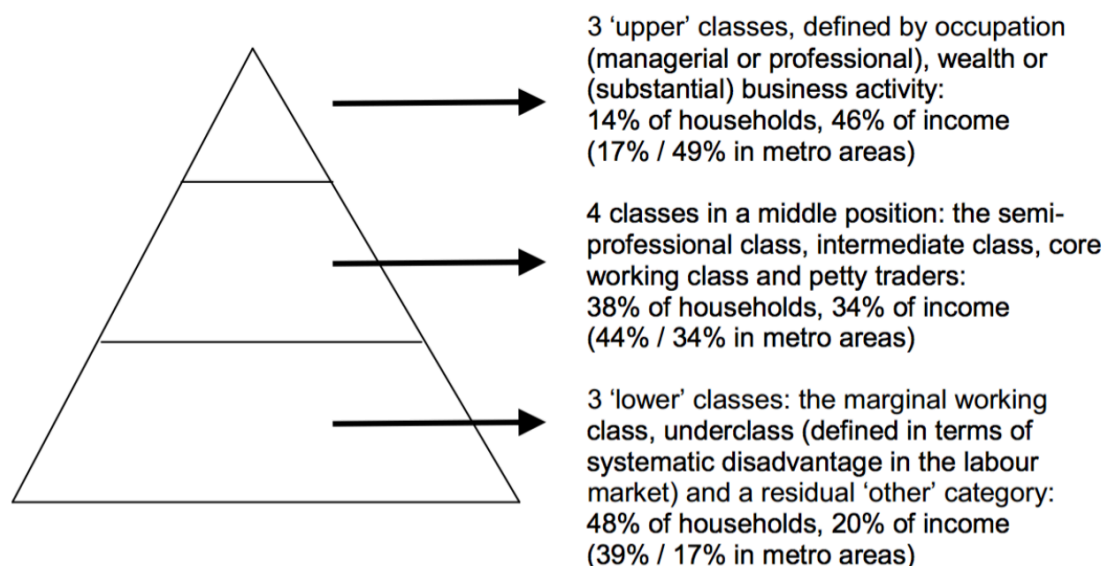 3 ‘upper’ classes, defined by occupation
(managerial or professional), wealth or
(substantial) business activity:
14% of households, 46% of income
(17% / 49% in metro areas)
4 classes in a middle position: the semi-
professional class, intermediate class, core
working class and petty traders:
38% of households, 34% of income
(44% / 34% in metro areas)
3 ‘lower’ classes: the marginal working
class, underclass (defined in terms of
systematic disadvantage in the labour
market) and a residual ‘other’ category:
48% of households, 20% of income
(39% / 17% in metro areas)